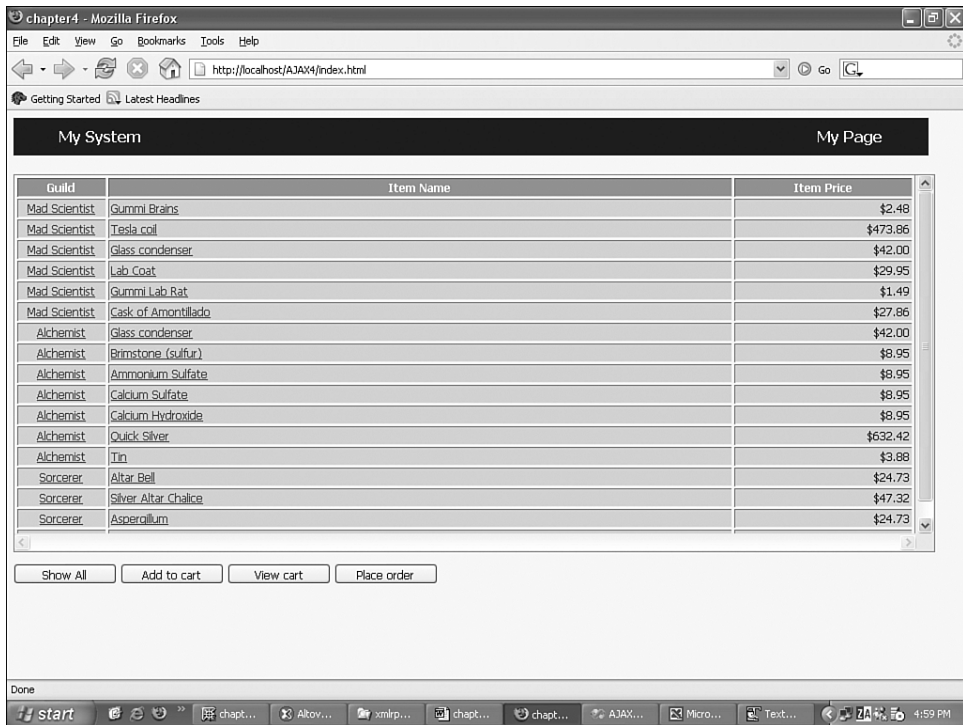 chapter4 - Mozilla Firefox
File Edit View Go Bookmarks Tools Help
http://localhost/AJAX4/index.html Go G
Getting Started Latest Headlines
My System My Page
Guild Item Name Item Price
Mad Scientist Gummi Brains $2.48
Mad Scientist Tesla coil $473.86
Mad Scientist Glass condenser $42.00
Mad Scientist Lab Coat $29.95
Mad Scientist Gummi Lab Rat $1.49
Mad Scientist Cask of Amontillado $27.86
Alchemist Glass condenser $42.00
Alchemist Brimstone (sulfur) $8.95
Alchemist Ammonium Sulfate $8.95
Alchemist Calcium Sulfate $8.95
Alchemist Calcium Hydroxide $8.95
Alchemist Quick Silver $632.42
Alchemist Tin $3.88
Sorcerer Altar Bell $24.73
Sorcerer Silver Altar Chalice $47.32
Sorcerer Aspergillum $24.73
Show All Add to cart View cart Place order
Done
start chapt... Altov... xmlrp... chapt... chapt... AJAX... Micro... Text... 4:59 PM